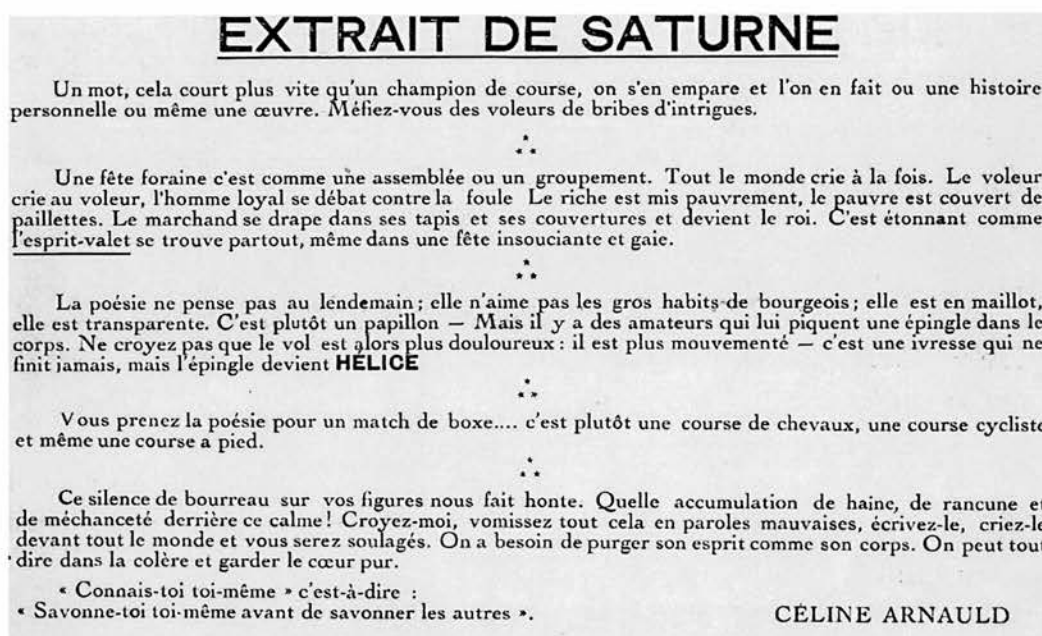 EXTRAIT DE SATURNE
Un mot, cela court plus vite qu'un champion de course, on s'en empare et l'on en fait ou une histoire
personnelle ou même une œuvre. Méfiez-vous des voleurs de bribes d'intrigues.
Une fête foraine c'est comme une assemblée ou un groupement. Tout le monde crie à la fois. Le voleur
crie au voleur, l'homme loyal se débat contre la foule Le riche est mis pauvrement, le pauvre est couvert de
paillettes. Le marchand se drape dans ses tapis et ses couvertures et devient le roi. C'est étonnant comme
l'esprit-valet se trouve partout, même dans une fête insouciante et gaie.
La poésie ne pense pas au lendemain ; elle n'aime pas les gros habits de bourgeois ; elle est en maillot,
elle est transparente. C'est plutôt un papillon — Mais il y a des amateurs qui lui piquent une épingle dans le
corps. Ne croyez pas que le vol est alors plus douloureux : il est plus mouvementé — c'est une ivresse qui ne
finit jamais, mais l'épingle devient HÉLICE
Vous prenez la poésie pour un match de boxe.... c'est plutôt une course de chevaux, une course cycliste
et même une course a pied.
Ce silence de bourreau sur vos figures nous fait honte. Quelle accumulation de haine, de rancune et
de méchanceté derrière ce calme ! Croyez-moi, vomissez tout cela en paroles mauvaises, écrivez-le, criez-le
devant tout le monde et vous serez soulagés. On a besoin de purger son esprit comme son corps. On peut tout
dire dans la colère et garder le cœur pur.
« Connais-toi toi-même » c'est-à-dire :
« Savonne-toi toi-même avant de savonner les autres ».
CÉLINE ARNAULD